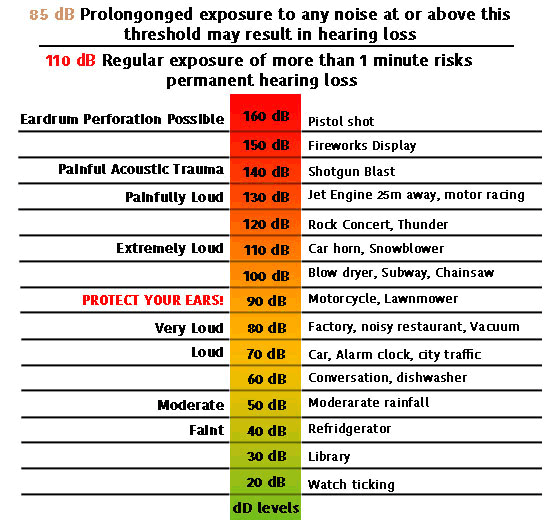 85 dB Prolongonged exposure to any noise at or above this
threshold may result in hearing loss
110 dB Regular exposure of more than 1 minute risks
permanent hearing loss
Eardrum Perforation Possible 160 dB Pistol shot
150 dB Fireworks Display
Painful Acoustic Trauma 140 dB Shotgun Blast
Painfully Loud 130 dB Jet Engine 25m away, motor racing
120 dB Rock Concert, Thunder
Extremely Loud 110 dB Car horn, Snowblower
100 dB Blow dryer, Subway, Chainsaw
PROTECT YOUR EARS! 90 dB Motorcycle, Lawnmower
Very Loud 80 dB Factory, noisy restaurant, Vacuum
Loud 70 dB Car, Alarm clock, city traffic
60 dB Conversation, dishwasher
Moderate 50 dB Moderarate rainfall
Faint 40 dB Refridgerator
30 dB Library
20 dB Watch ticking
dD levels